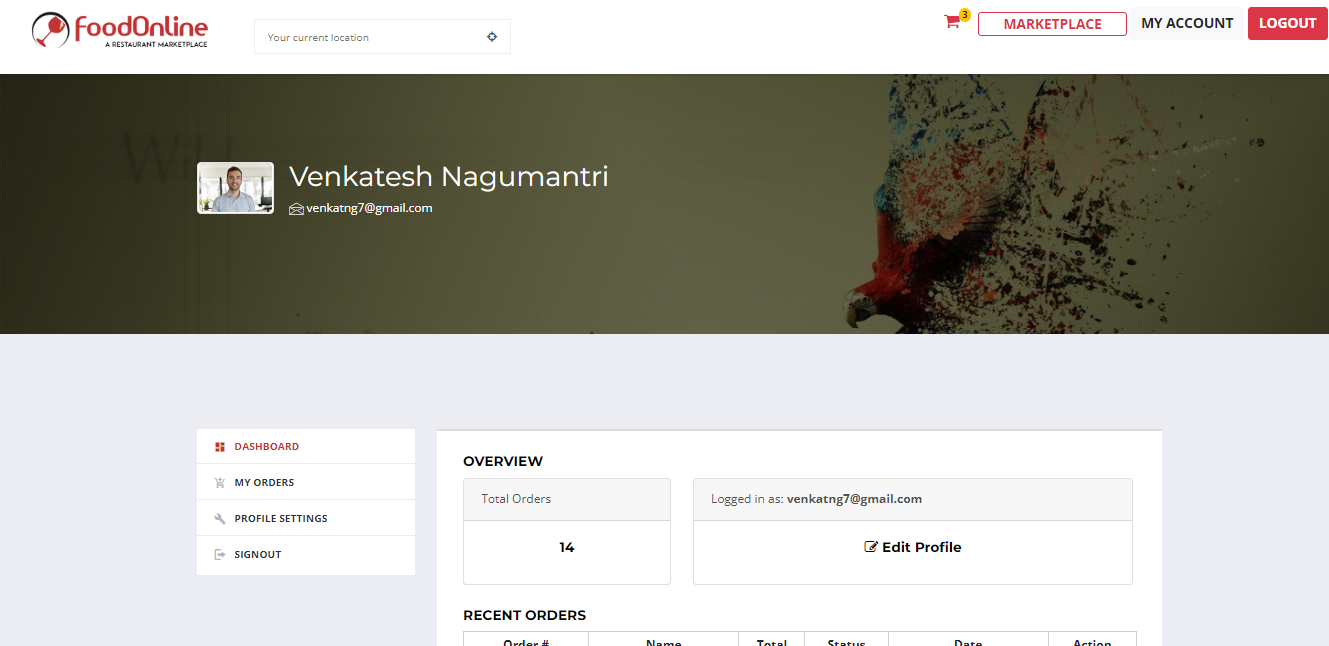 foodOnline
A RESTAURANT MARKETPLACE
Your current location
3
MARKETPLACE
MY ACCOUNT
LOGOUT
Venkatesh Nagumantri
venkatng7@gmail.com
DASHBOARD
MY ORDERS
PROFILE SETTINGS
SIGNOUT
OVERVIEW
Total Orders
14
Logged in as: venkatng7@gmail.com
Edit Profile
RECENT ORDERS
Order # Name Total Status Date Action